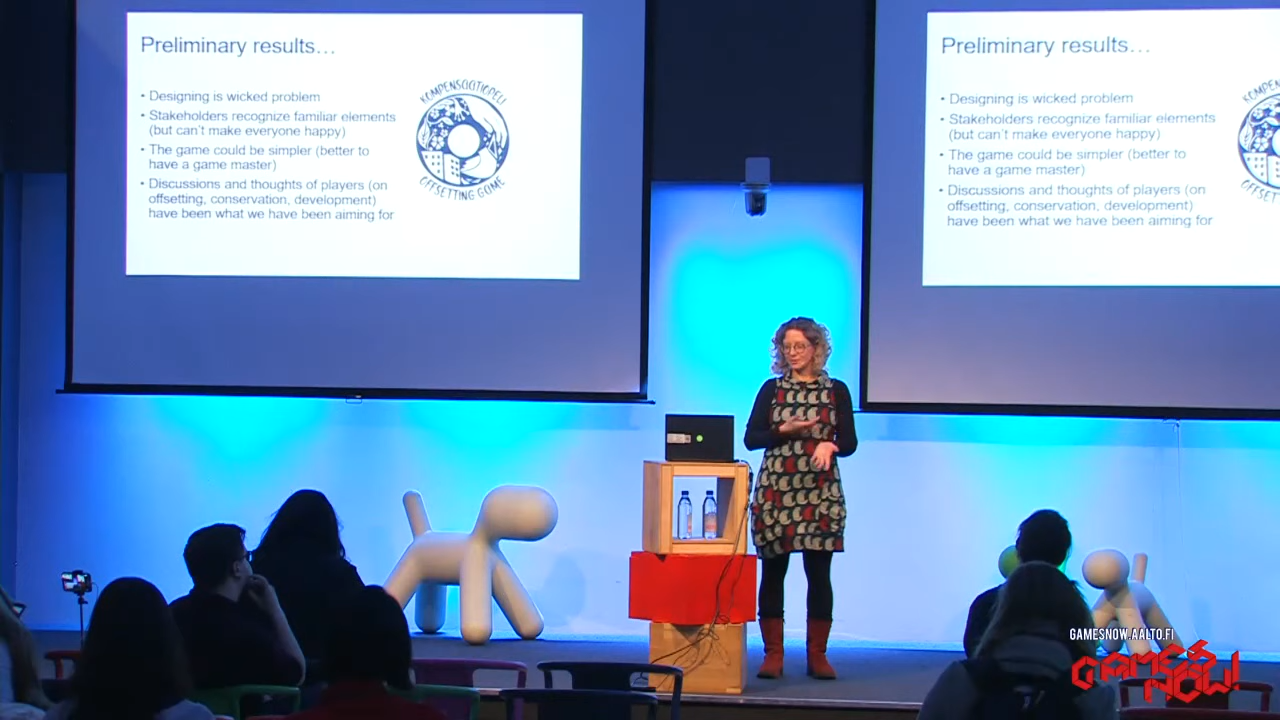 Preliminary results...
• Designing is wicked problem
• Stakeholders recognize familiar elements
(but can't make everyone happy)
• The game could be simpler (better to
have a game master)
• Discussions and thoughts of players (on
offsetting, conservation, development)
have been what we have been aiming for
KOMPENSAATIOPELI
OFFSETTING GAME
Preliminary results...
• Designing is wicked problem
• Stakeholders recognize familiar elements
(but can't make everyone happy)
• The game could be simpler (better to
have a game master)
• Discussions and thoughts of players (on
offsetting, conservation, development)
have been what we have been aiming for
GAMESNOW.AALTO.FI
GAMES
NOW!